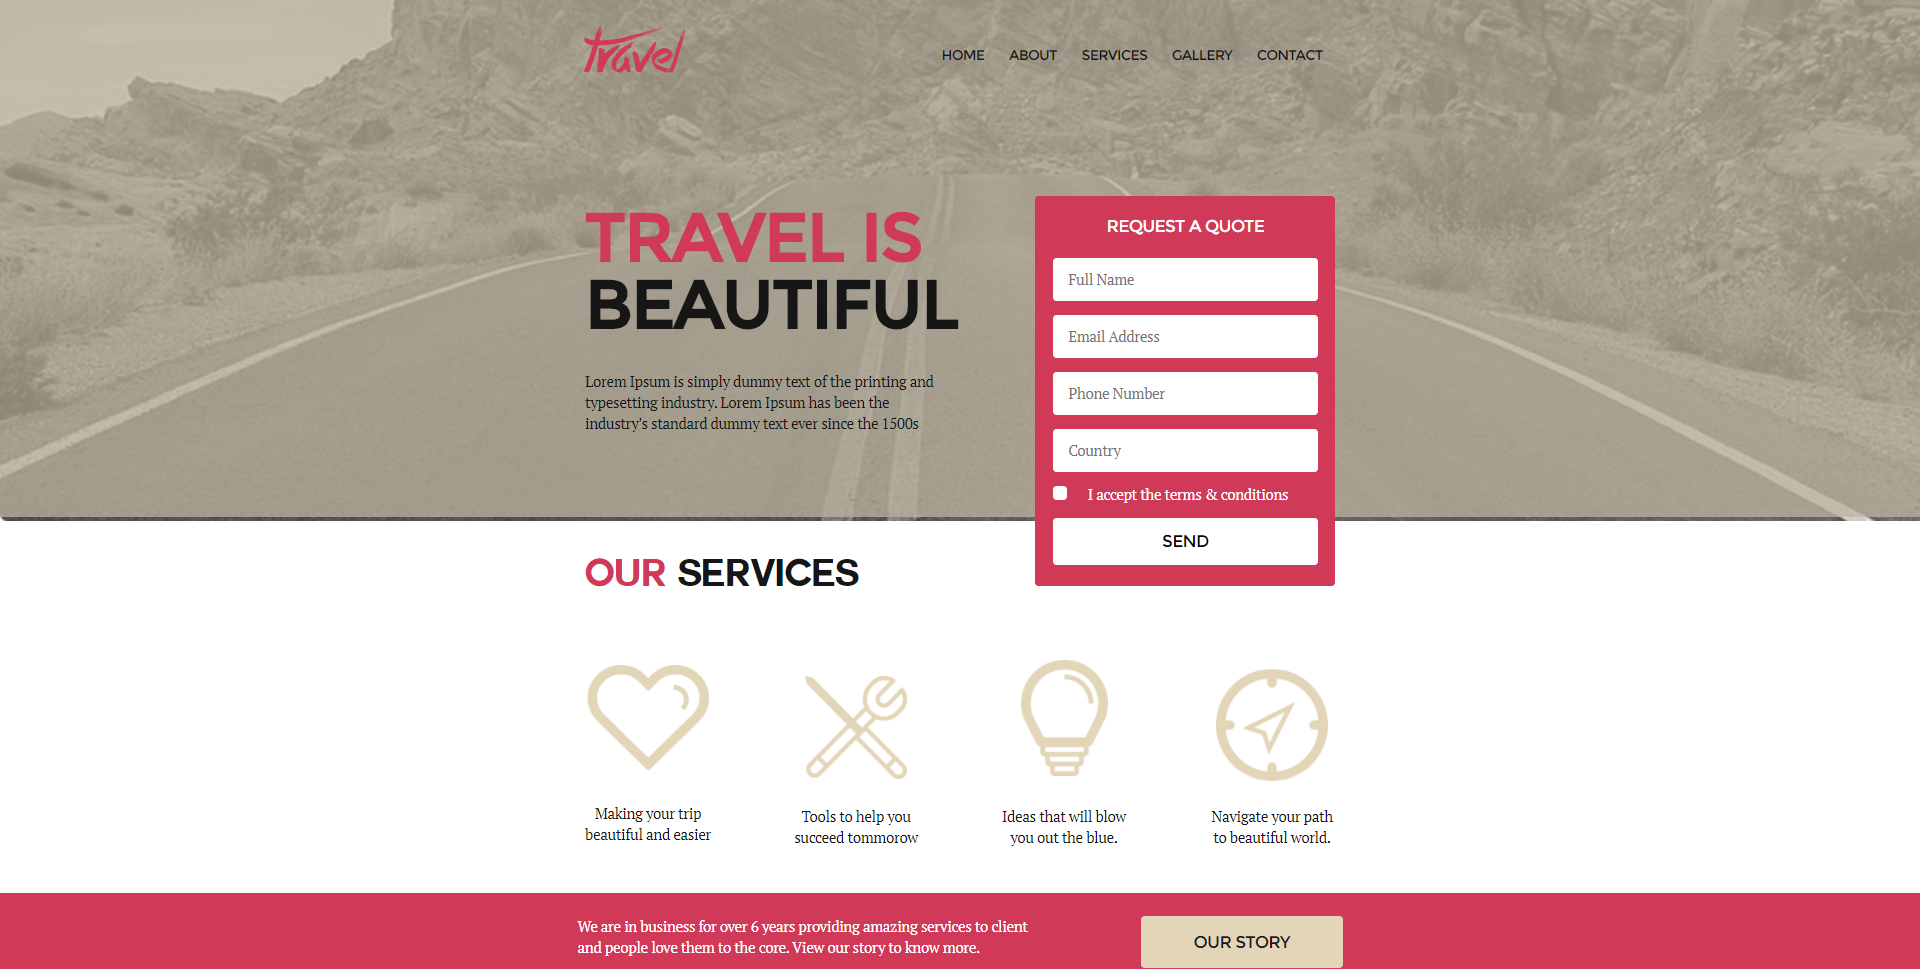 travel
HOME ABOUT SERVICES GALLERY CONTACT
TRAVEL IS
BEAUTIFUL
Lorem Ipsum is simply dummy text of the printing and
typesetting industry. Lorem Ipsum has been the
industry's standard dummy text ever since the 1500s
REQUEST A QUOTE
Full Name
Email Address
Phone Number
Country
I accept the terms & conditions
SEND
OUR SERVICES
Making your trip
beautiful and easier
Tools to help you
succeed tommorow
Ideas that will blow
you out the blue.
Navigate your path
to beautiful world.
We are in business for over 6 years providing amazing services to client
and people love them to the core. View our story to know more.
OUR STORY